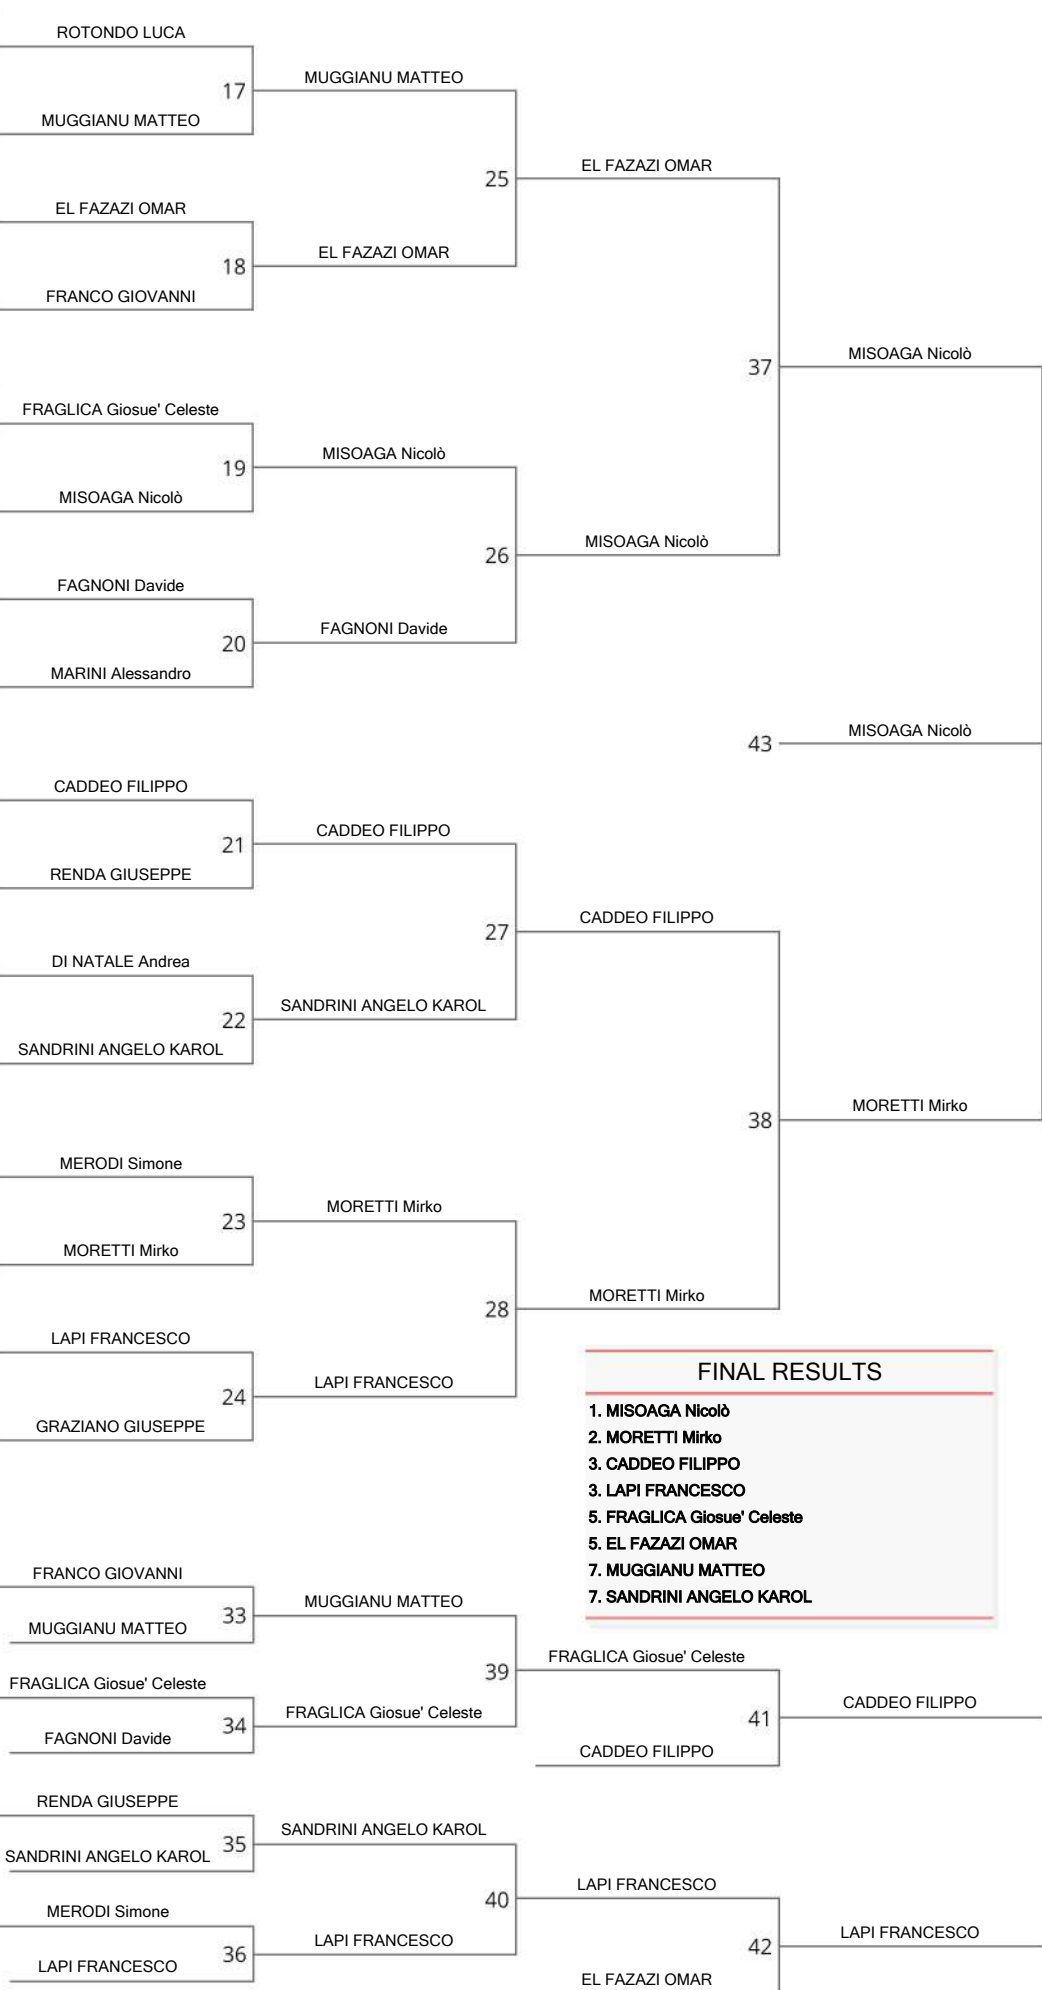 ROTONDO LUCA
17
MUGGIANU MATTEO
MUGGIANU MATTEO
25
EL FAZAZI OMAR
EL FAZAZI OMAR
18
EL FAZAZI OMAR
FRANCO GIOVANNI
37
MISOAGA Nicolò
FRAGLICA Giosue' Celeste
19
MISOAGA Nicolò
MISOAGA Nicolò
26
MISOAGA Nicolò
FAGNONI Davide
20
FAGNONI Davide
MARINI Alessandro
43
MISOAGA Nicolò
CADDEO FILIPPO
21
CADDEO FILIPPO
RENDA GIUSEPPE
27
CADDEO FILIPPO
DI NATALE Andrea
22
SANDRINI ANGELO KAROL
SANDRINI ANGELO KAROL
38
MORETTI Mirko
MERODI Simone
23
MORETTI Mirko
MORETTI Mirko
28
MORETTI Mirko
LAPI FRANCESCO
24
LAPI FRANCESCO
GRAZIANO GIUSEPPE
FINAL RESULTS
1. MISOAGA Nicolò
2. MORETTI Mirko
3. CADDEO FILIPPO
3. LAPI FRANCESCO
5. FRAGLICA Giosue' Celeste
5. EL FAZAZI OMAR
7. MUGGIANU MATTEO
7. SANDRINI ANGELO KAROL
FRANCO GIOVANNI
33
MUGGIANU MATTEO
MUGGIANU MATTEO
39
FRAGLICA Giosue' Celeste
FRAGLICA Giosue' Celeste
34
FRAGLICA Giosue' Celeste
FAGNONI Davide
41
CADDEO FILIPPO
CADDEO FILIPPO
RENDA GIUSEPPE
35
SANDRINI ANGELO KAROL
SANDRINI ANGELO KAROL
40
LAPI FRANCESCO
MERODI Simone
36
LAPI FRANCESCO
LAPI FRANCESCO
42
LAPI FRANCESCO
EL FAZAZI OMAR